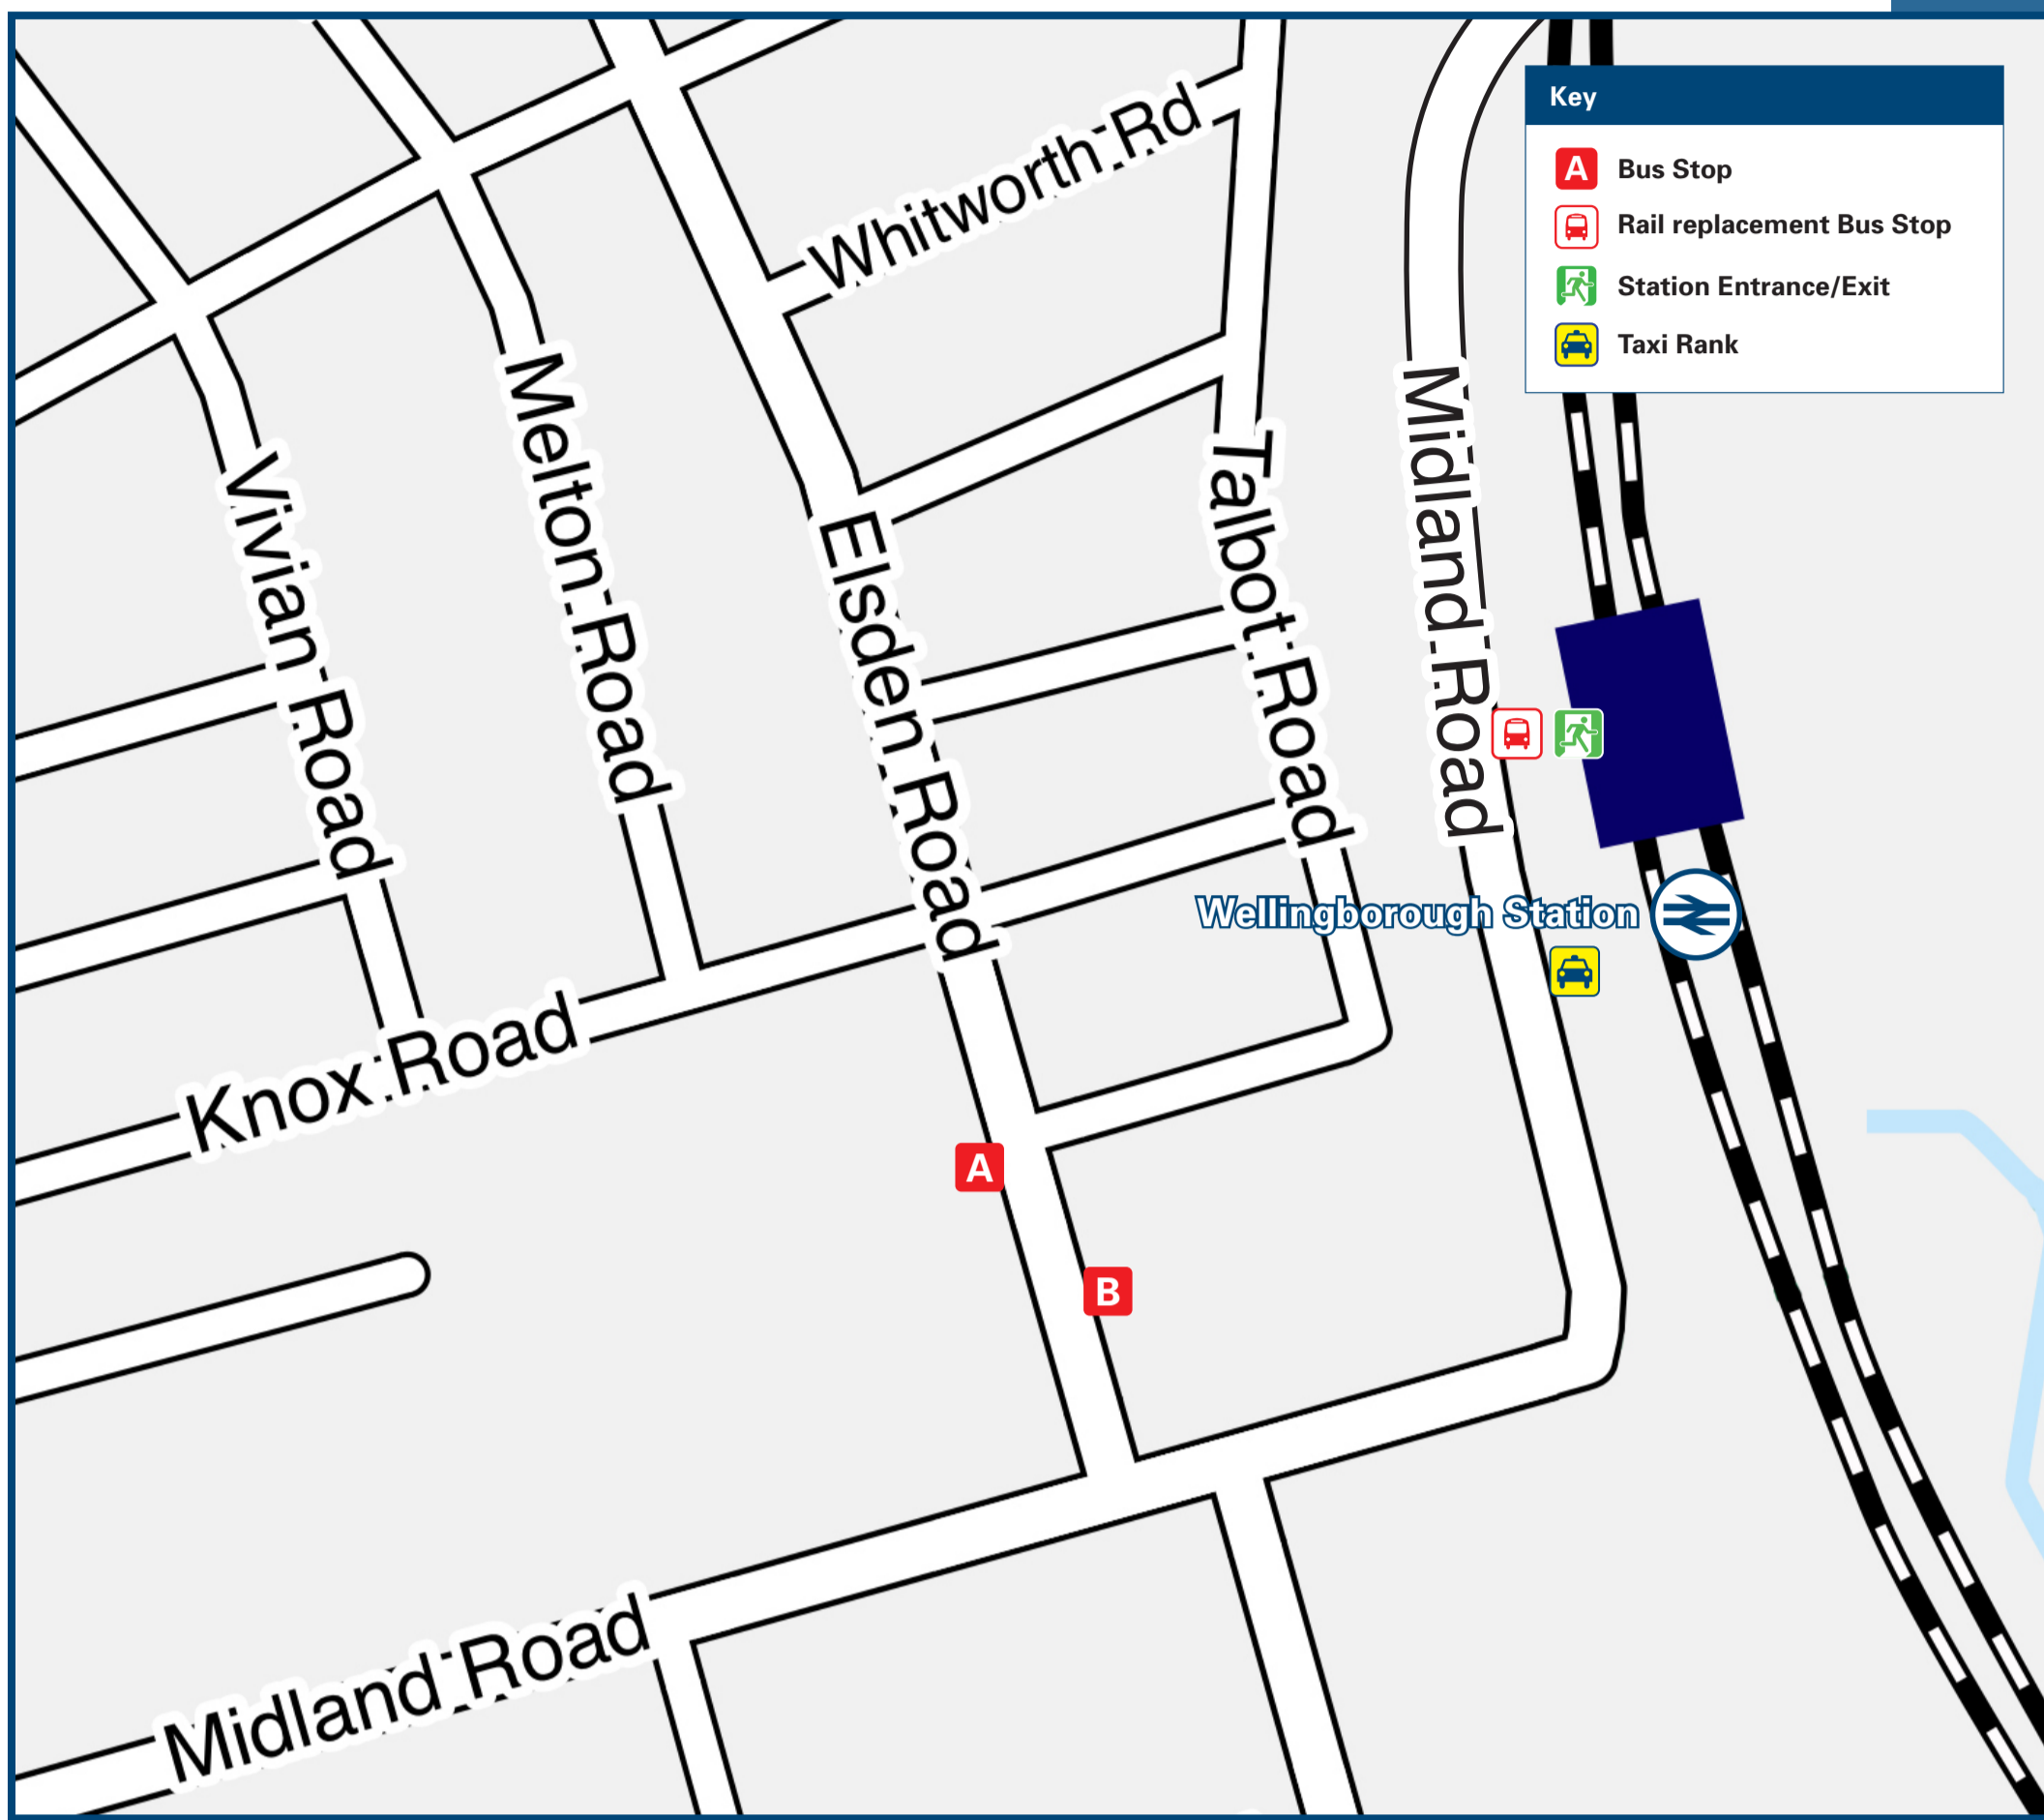 Key
A Bus Stop
Rail replacement Bus Stop
Station Entrance/Exit
Taxi Rank
Whitworth Rd
Vivian Road
Melton Road
Elsden Road
Talbot Road
Midland Road
Wellingborough Station
Knox Road
A
B
Midland Road